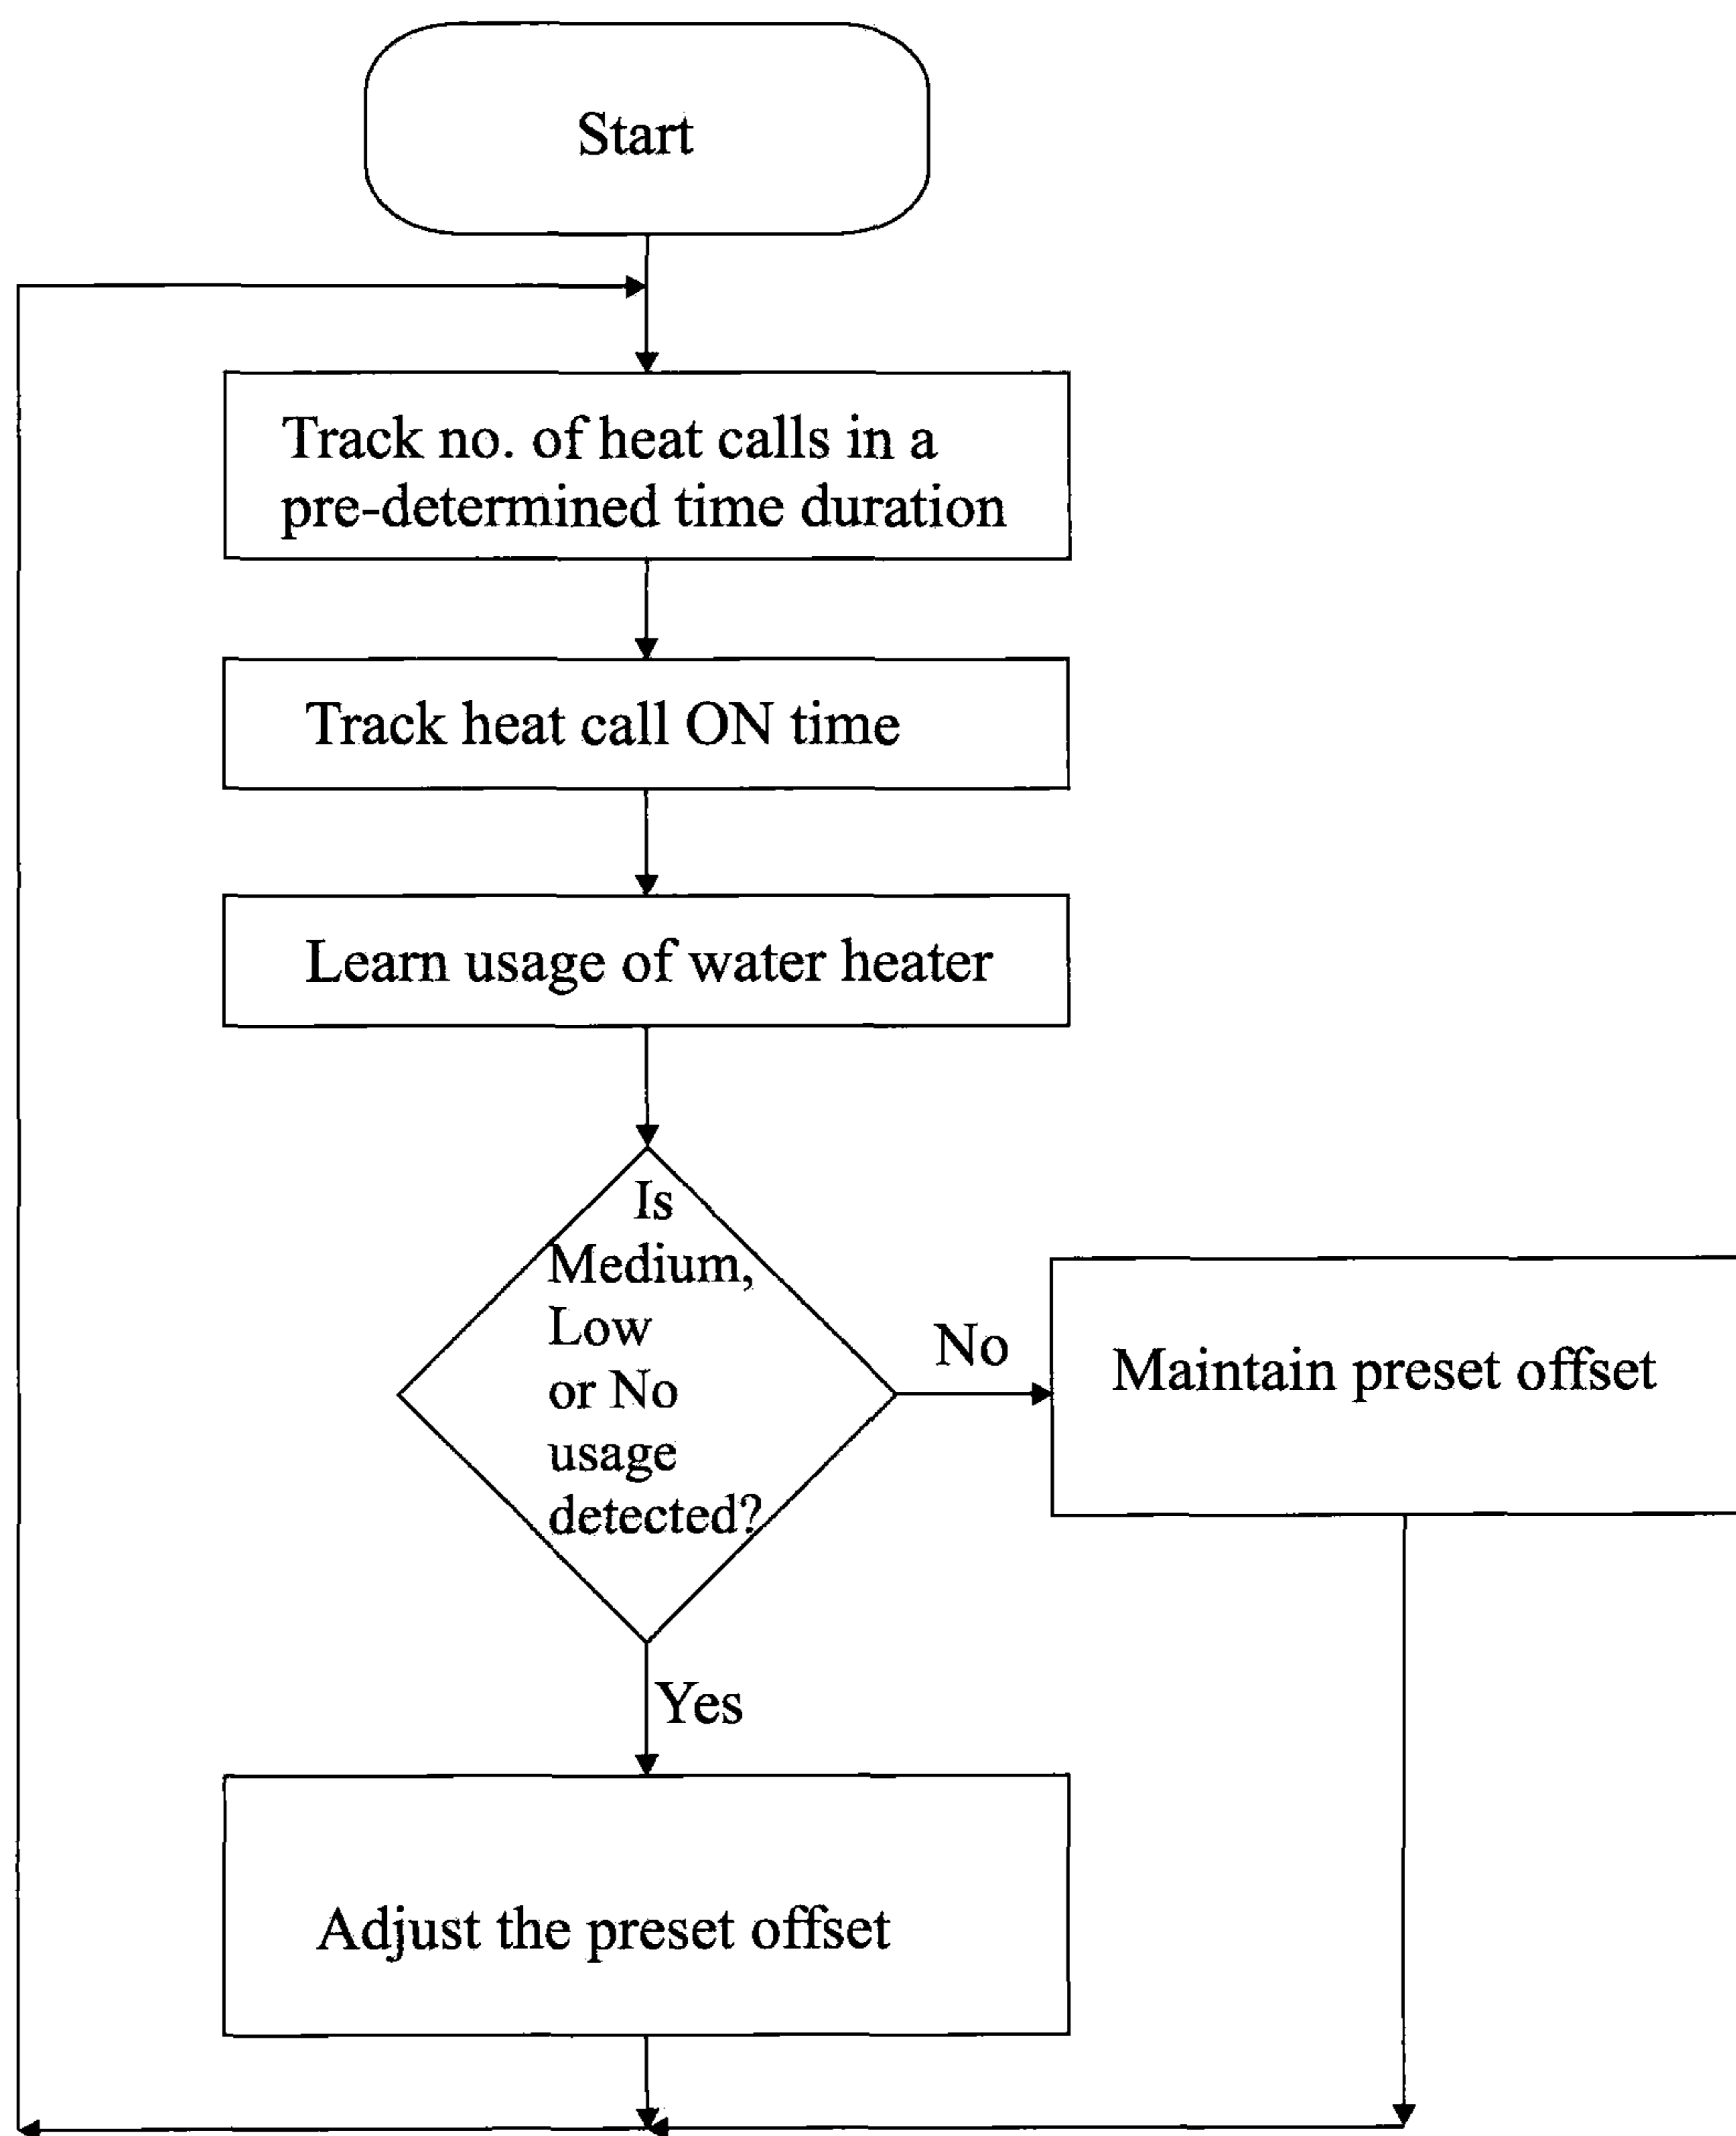 Start
Track no. of heat calls in a
pre-determined time duration
Track heat call ON time
Learn usage of water heater
Is
Medium,
Low
or No
usage
detected?
No
Maintain preset offset
Yes
Adjust the preset offset